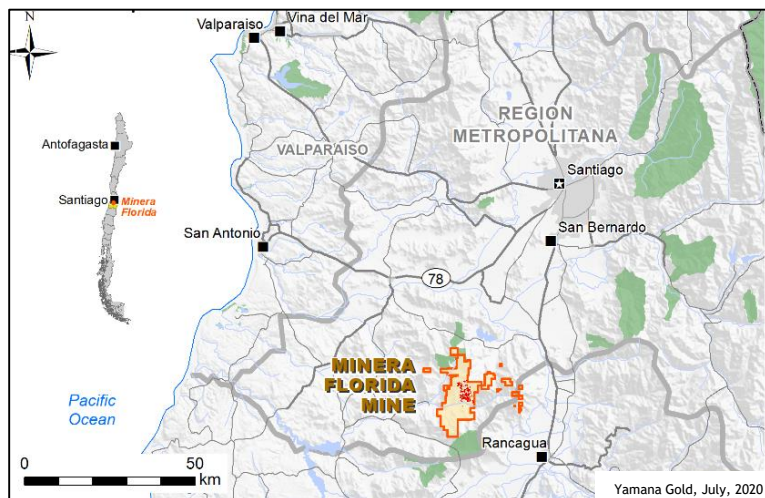 Valparaiso
Vina del Mar
REGION
METROPOLITANA
VALPARAISO
Antofagasta
Santiago
Santiago
Minera
Florida
San Antonio
San Bernardo
78
MINERA
FLORIDA
MINE
Pacific
Ocean
Rancagua
0 50
km
Yamana Gold, July, 2020